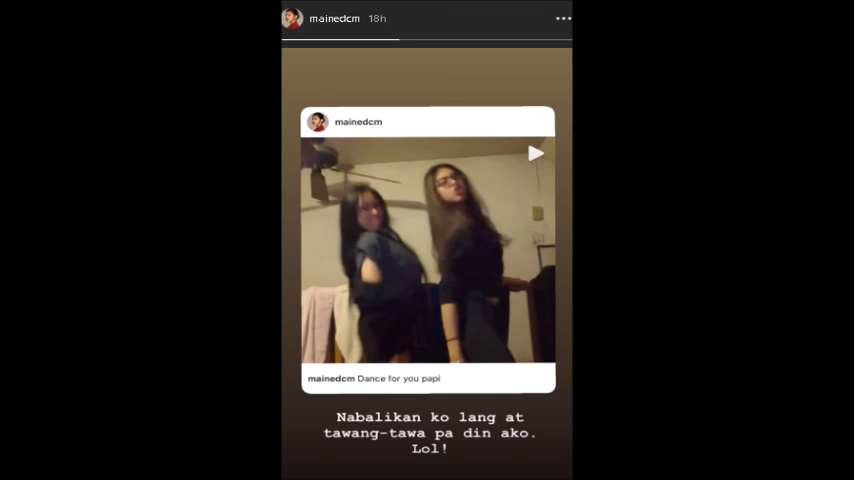 mainedcm 18h
mainedcm
mainedcm Dance for you papi
Nabalikan ko lang at
tawang-tawa pa din ako.
Lol!